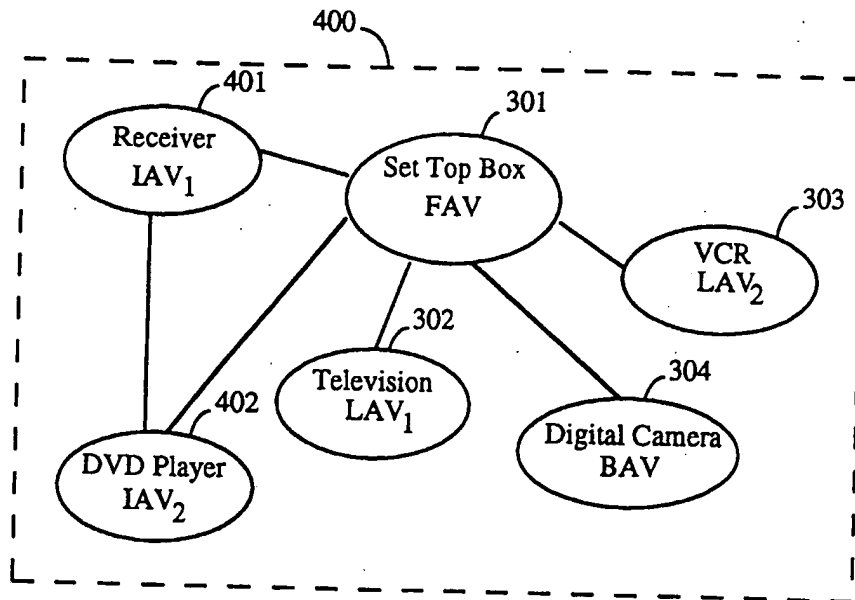 400
401
Receiver
IAV1
301
Set Top Box
FAV
303
VCR
LAV2
302
Television
LAV1
304
Digital Camera
BAV
402
DVD Player
IAV2